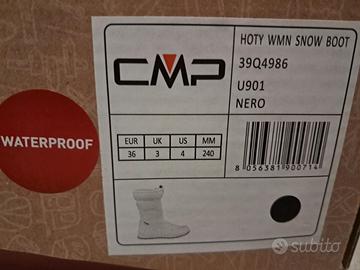 HOTY WMN SNOW BOOT
39Q4986
U901
NERO
CMP
WATERPROOF
EUR UK US MM
36 3 4 240
8 056381 900714
subito